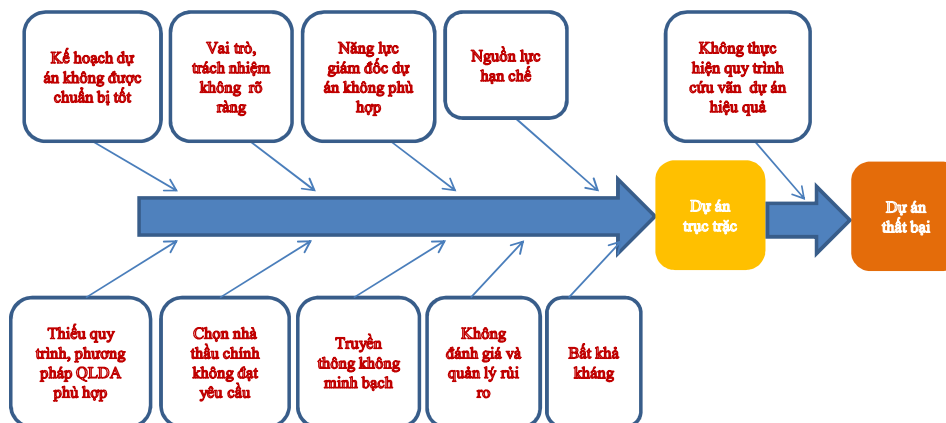 Kế hoạch dự
án không được
chuẩn bị tốt
Vai trò,
trách nhiệm
không rõ
ràng
Năng lực
giám đốc dự
án không phù
hợp
Nguồn lực
hạn chế
Không thực
hiện quy trình
cứu vãn dự án
hiệu quả
Dự án
trục trặc
Dự án
thất bại
Thiếu quy
trình, phương
pháp QLDA
phù hợp
Chọn nhà
thầu chính
không đạt
yêu cầu
Truyền
thông không
minh bạch
Không
đánh giá và
quản lý rủi
ro
Bất khả
kháng